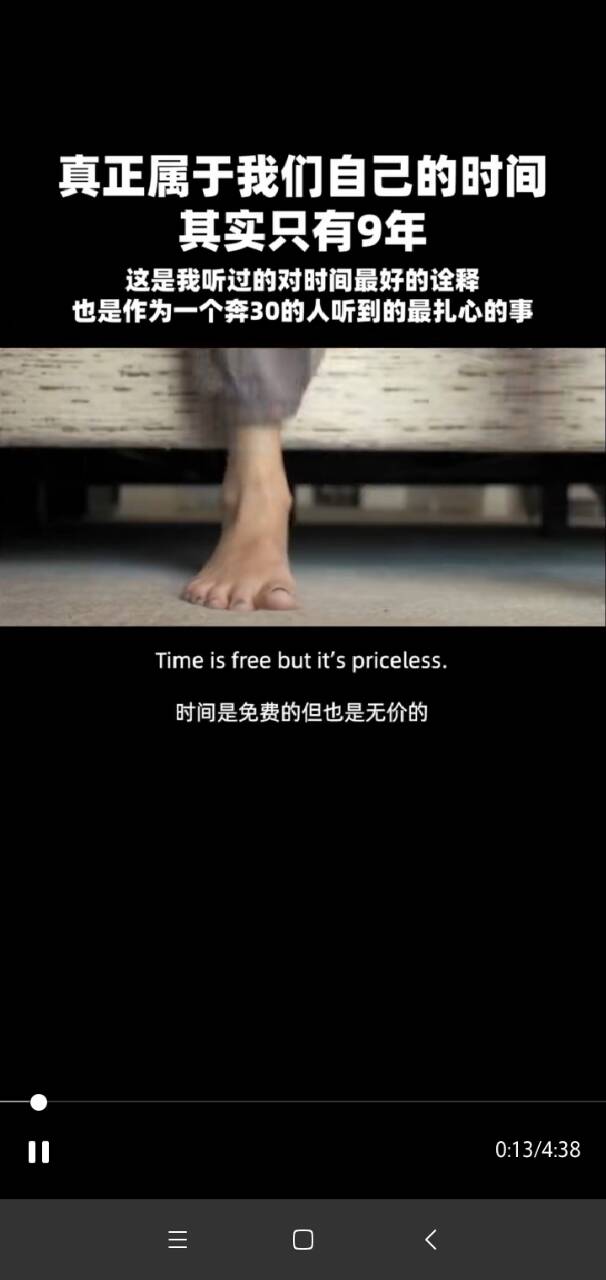 真正属于我们自己的时间
其实只有9年
这是我听过的对时间最好的诠释
也是作为一个奔30的人听到的最扎心的事
Time is free but it’s priceless.
时间是免费的但也是无价的
0:13/4:38